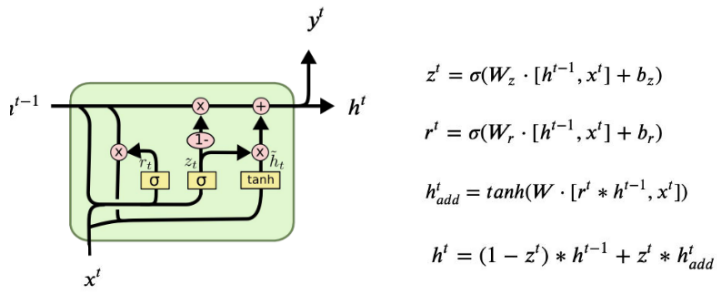 y^t
h^{t-1}
h^t
x
x
+
1-
x
r_t
z_t
h̃_t
σ
σ
tanh
x^t
z^t = σ(W_z · [h^{t-1}, x^t] + b_z)
r^t = σ(W_r · [h^{t-1}, x^t] + b_r)
h^t_{add} = tanh(W · [r^t * h^{t-1}, x^t])
h^t = (1 - z^t) * h^{t-1} + z^t * h^t_{add}